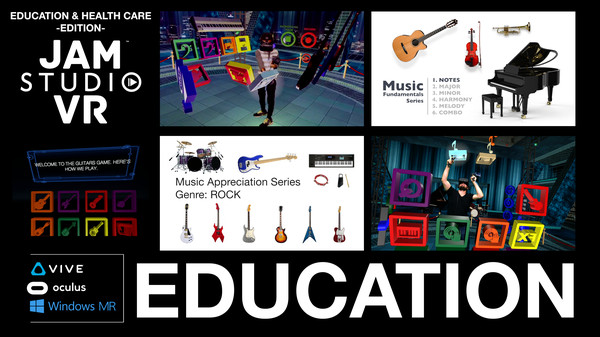 EDUCATION & HEALTH CARE
-EDITION-
JAM
STUDIO
VR
Music
Fundamentals
Series
1. NOTES
2. MAJOR
3. MINOR
4. HARMONY
5. MELODY
6. COMBO
WELCOME TO THE GUITARS GAME. HERE'S
HOW WE PLAY.
Music Appreciation Series
Genre: ROCK
VIVE
oculus
Windows MR
EDUCATION